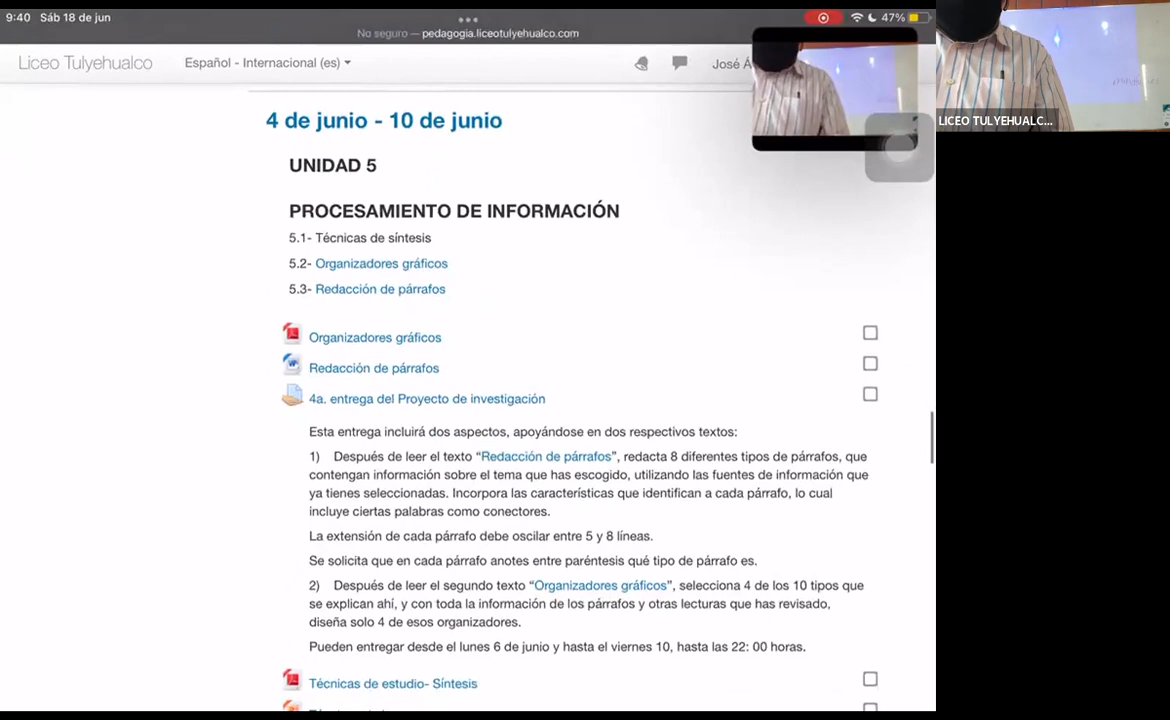 9:40 Sáb 18 de jun
47%
No seguro — pedagogia.liceotulyehualco.com
Liceo Tulyehualco
Español - Internacional (es)
José Á
LICEO TULYEHUALC...
4 de junio - 10 de junio
UNIDAD 5
PROCESAMIENTO DE INFORMACIÓN
5.1- Técnicas de síntesis
5.2- Organizadores gráficos
5.3- Redacción de párrafos
Organizadores gráficos
Redacción de párrafos
4a. entrega del Proyecto de investigación
Esta entrega incluirá dos aspectos, apoyándose en dos respectivos textos:
1) Después de leer el texto “Redacción de párrafos”, redacta 8 diferentes tipos de párrafos, que
contengan información sobre el tema que has escogido, utilizando las fuentes de información que
ya tienes seleccionadas. Incorpora las características que identifican a cada párrafo, lo cual
incluye ciertas palabras como conectores.
La extensión de cada párrafo debe oscilar entre 5 y 8 líneas.
Se solicita que en cada párrafo anotes entre paréntesis qué tipo de párrafo es.
2) Después de leer el segundo texto “Organizadores gráficos”, selecciona 4 de los 10 tipos que
se explican ahí, y con toda la información de los párrafos y otras lecturas que has revisado,
diseña solo 4 de esos organizadores.
Pueden entregar desde el lunes 6 de junio y hasta el viernes 10, hasta las 22: 00 horas.
Técnicas de estudio- Síntesis